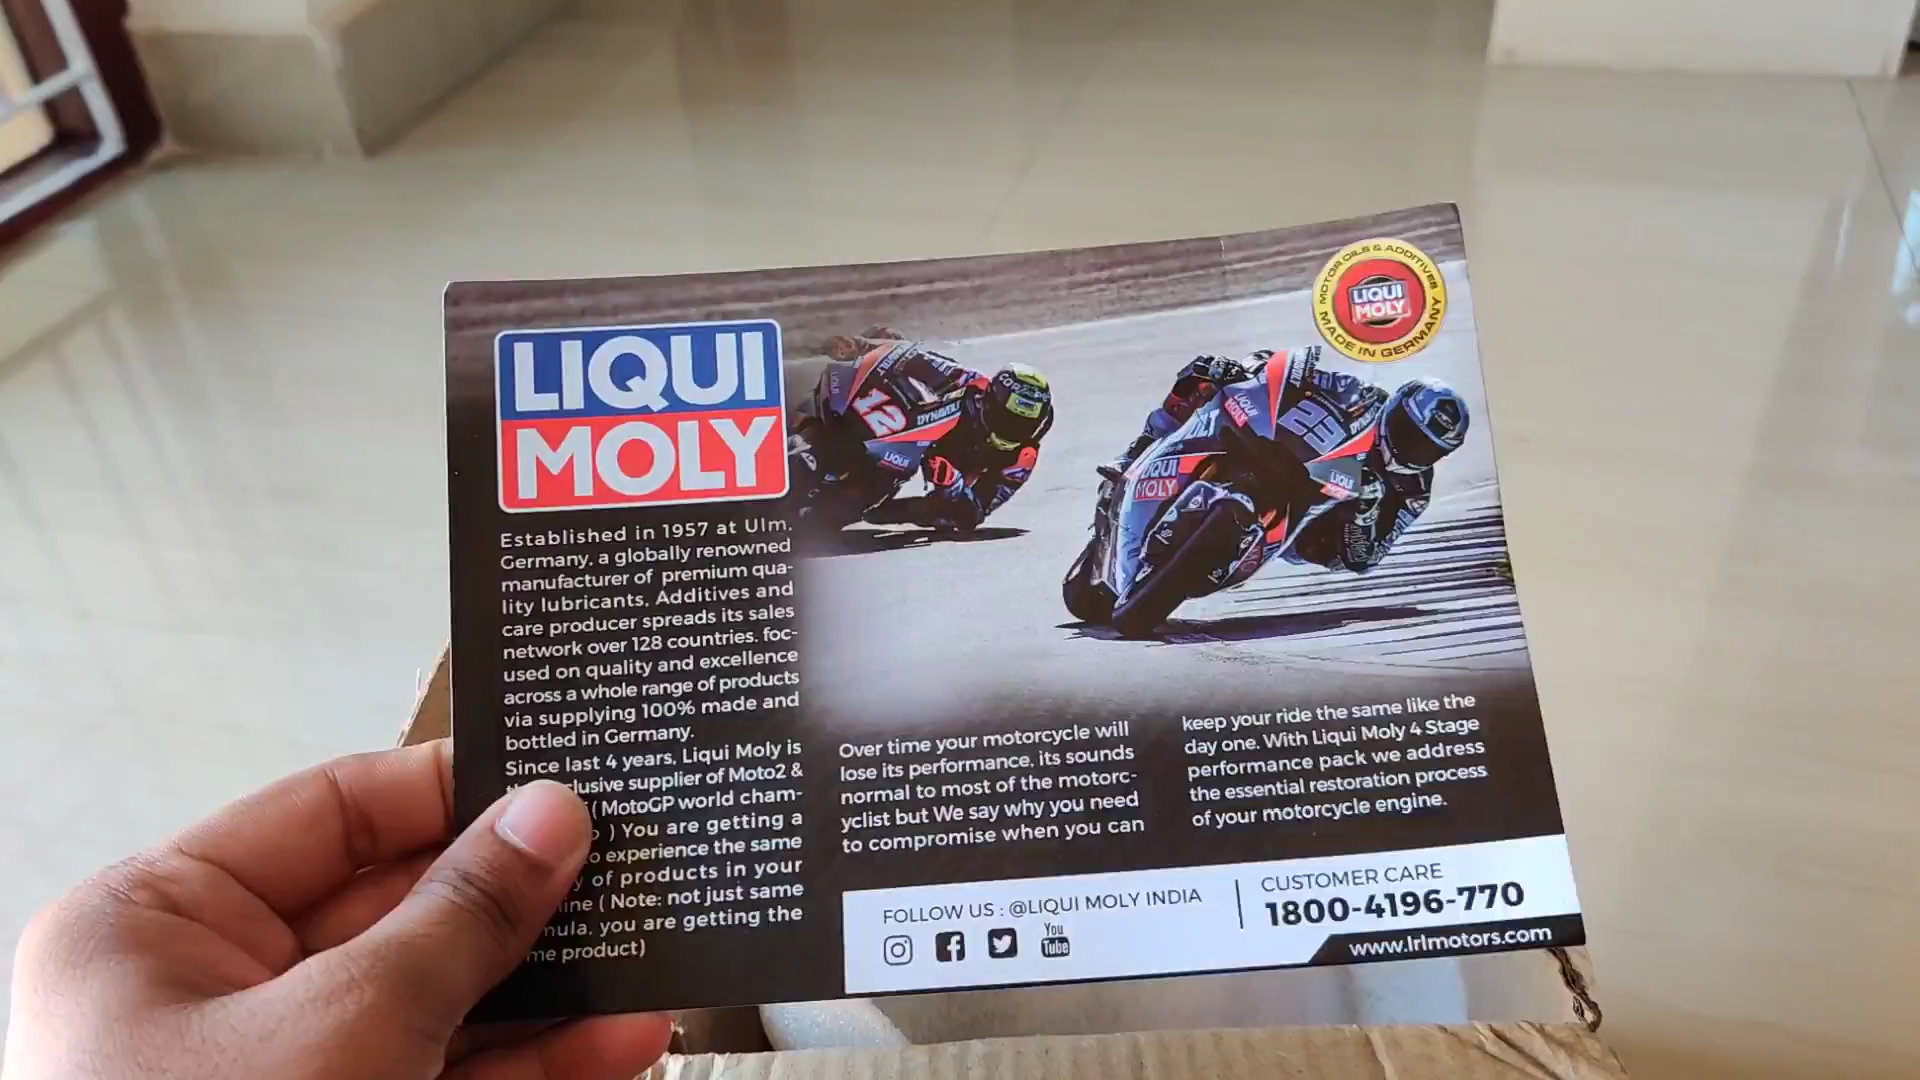 LIQUI
MOLY
Established in 1957 at Ulm,
Germany, a globally renowned
manufacturer of premium qua-
lity lubricants, Additives and
care producer spreads its sales
network over 128 countries. foc-
used on quality and excellence
across a whole range of products
via supplying 100% made and
bottled in Germany.
Since last 4 years, Liqui Moly is
supplier of Moto2 &
( MotoGP world cham-
) You are getting a
experience the same
of products in your
( Note: not just same
you are getting the
product)
MOTOR OILS & ADDITIVES
LIQUI
MOLY
MADE IN GERMANY
12
DYNAVOLT
LIQUI
23
LIQUI
MOLY
LIQUI
MOLY
LIQUI
Over time your motorcycle will
lose its performance, its sounds
normal to most of the motorc-
yclist but We say why you need
to compromise when you can
keep your ride the same like the
day one. With Liqui Moly 4 Stage
performance pack we address
the essential restoration process
of your motorcycle engine.
FOLLOW US : @LIQUI MOLY INDIA
You
Tube
CUSTOMER CARE
1800-4196-770
www.lrlmotors.com